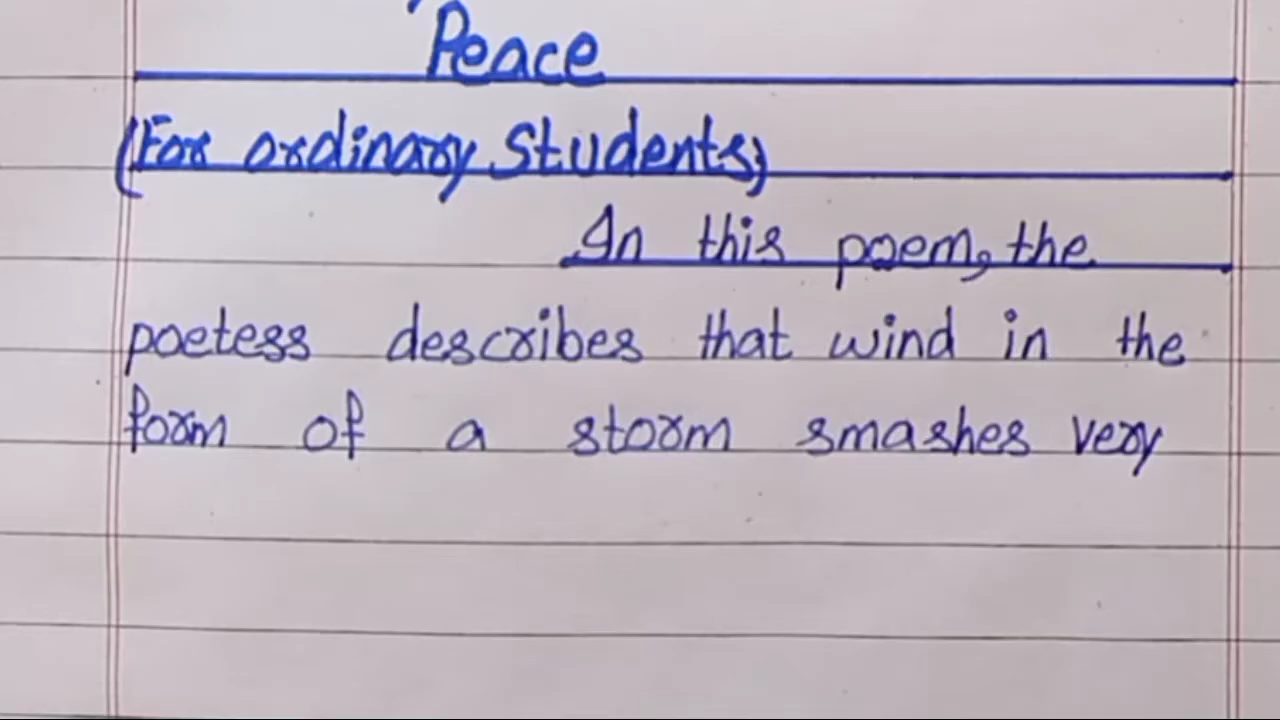 Peace
(For ordinary Students)
In this poem, the
poetess describes that wind in the
form of a storm smashes very